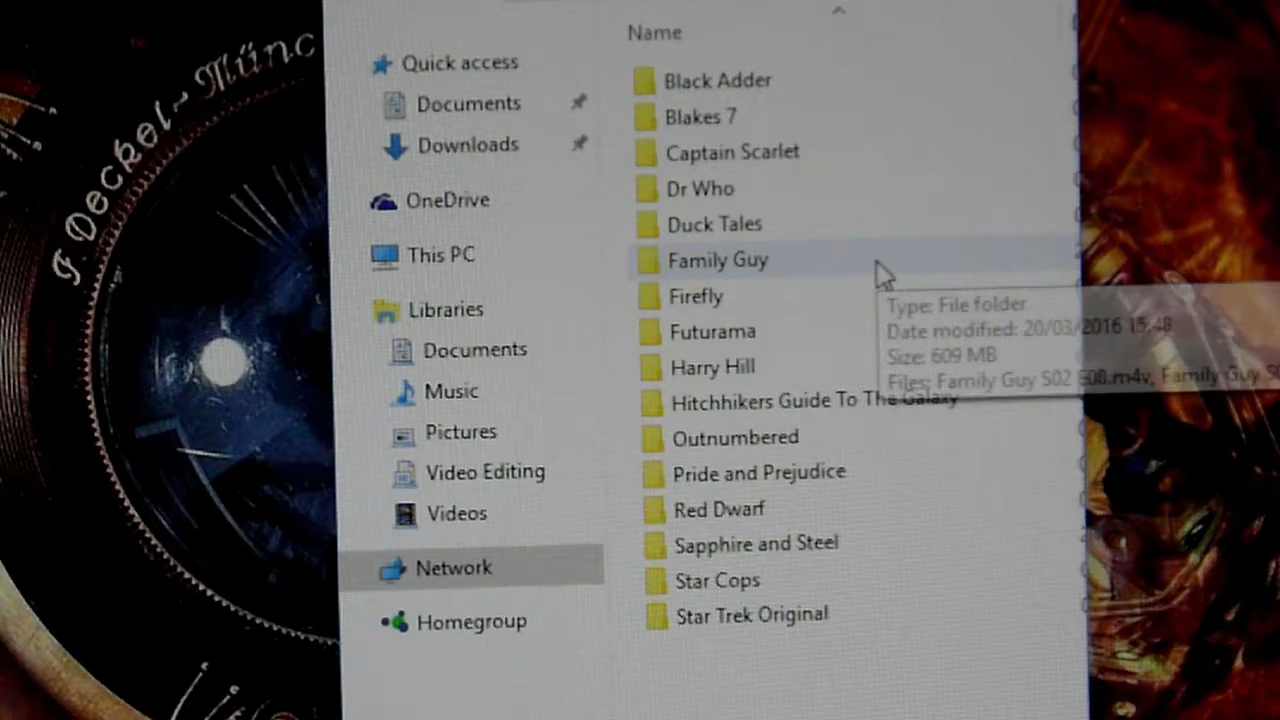 F. Deckel~Münc
Name
Quick access
Documents
Downloads
OneDrive
This PC
Libraries
Documents
Music
Pictures
Video Editing
Videos
Network
Homegroup
Black Adder
Blakes 7
Captain Scarlet
Dr Who
Duck Tales
Family Guy
Firefly
Futurama
Harry Hill
Hitchhikers Guide To The Galaxy
Outnumbered
Pride and Prejudice
Red Dwarf
Sapphire and Steel
Star Cops
Star Trek Original
Type: File folder
Date modified: 20/03/2016 15:48
Size: 609 MB
Files: Family Guy S02 E08.m4v, Family Guy S0